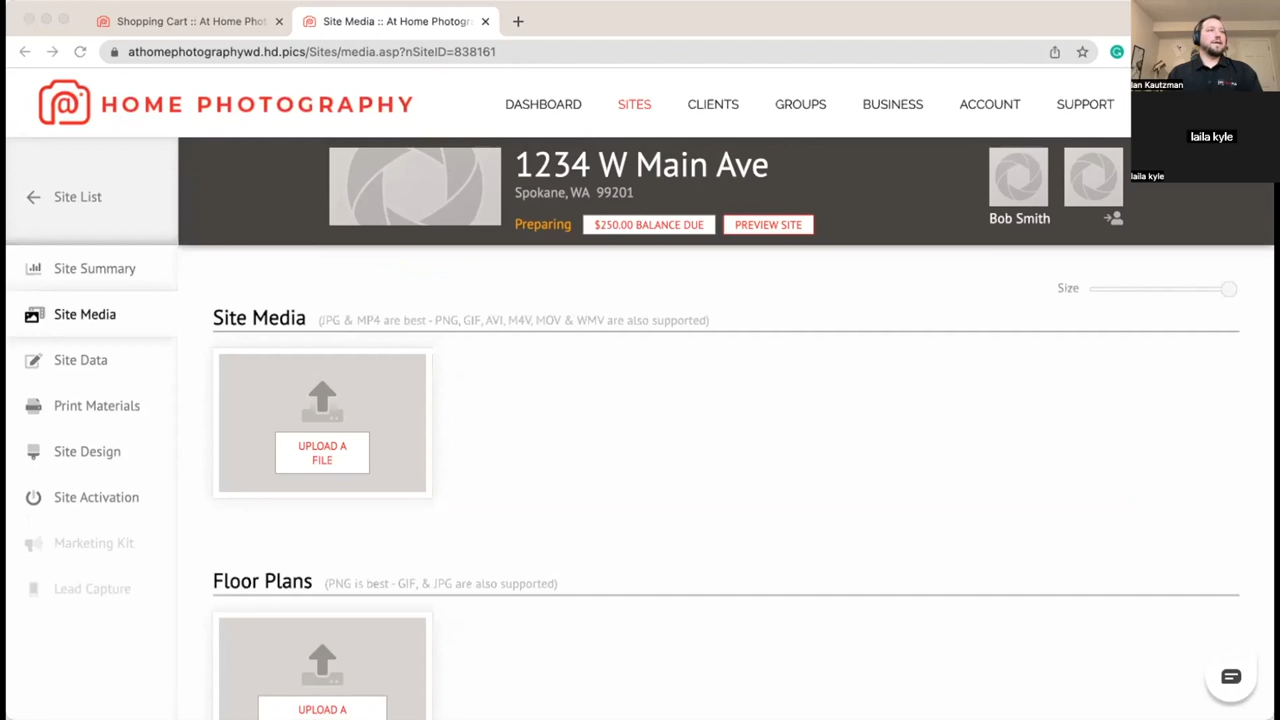 Shopping Cart :: At Home Phot
Site Media :: At Home Photogr
athomephotographywd.hd.pics/Sites/media.asp?nSiteID=838161
@ HOME PHOTOGRAPHY
DASHBOARD
SITES
CLIENTS
GROUPS
BUSINESS
ACCOUNT
SUPPORT
ian Kautzman
laila kyle
laila kyle
Site List
1234 W Main Ave
Spokane, WA 99201
Preparing
$250.00 BALANCE DUE
PREVIEW SITE
Bob Smith
Site Summary
Site Media
Site Data
Print Materials
Site Design
Site Activation
Marketing Kit
Lead Capture
Size
Site Media (JPG & MP4 are best - PNG, GIF, AVI, M4V, MOV & WMV are also supported)
UPLOAD A
FILE
Floor Plans (PNG is best - GIF, & JPG are also supported)
UPLOAD A